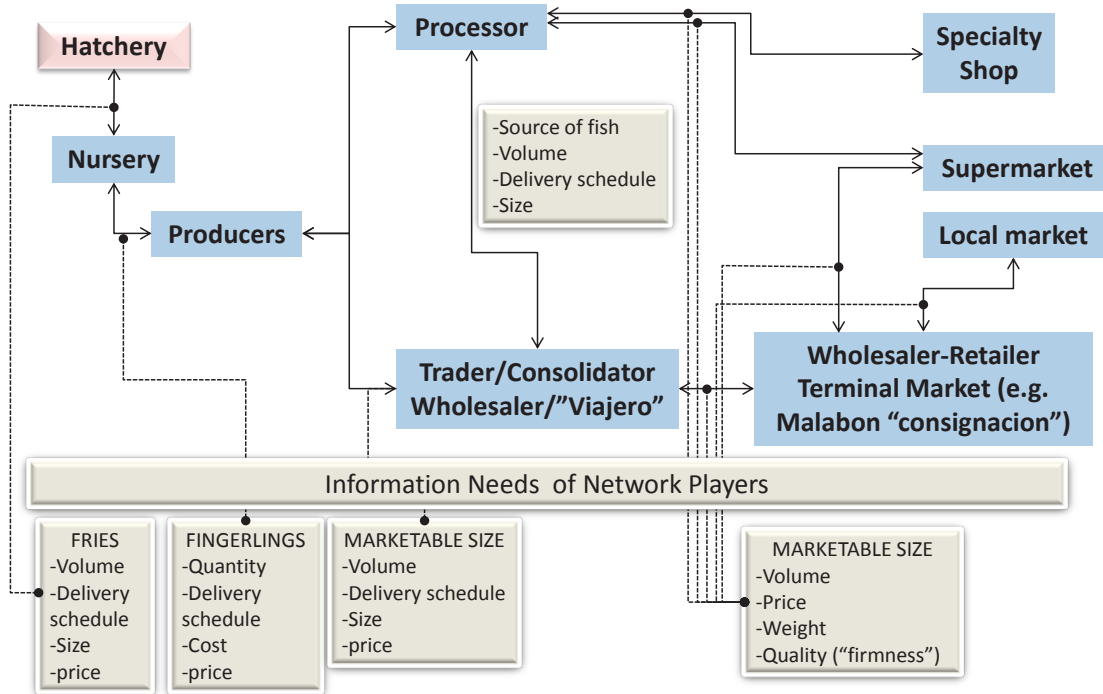 Hatchery
Processor
Specialty
Shop
-Source of fish
-Volume
-Delivery schedule
-Size
Nursery
Supermarket
Producers
Local market
Trader/Consolidator
Wholesaler/”Viajero”
Wholesaler-Retailer
Terminal Market (e.g.
Malabon “consignacion”)
Information Needs of Network Players
FRIES
-Volume
-Delivery
schedule
-Size
-price
FINGERLINGS
-Quantity
-Delivery
schedule
-Cost
-price
MARKETABLE SIZE
-Volume
-Delivery schedule
-Size
-price
MARKETABLE SIZE
-Volume
-Price
-Weight
-Quality (“firmness”)